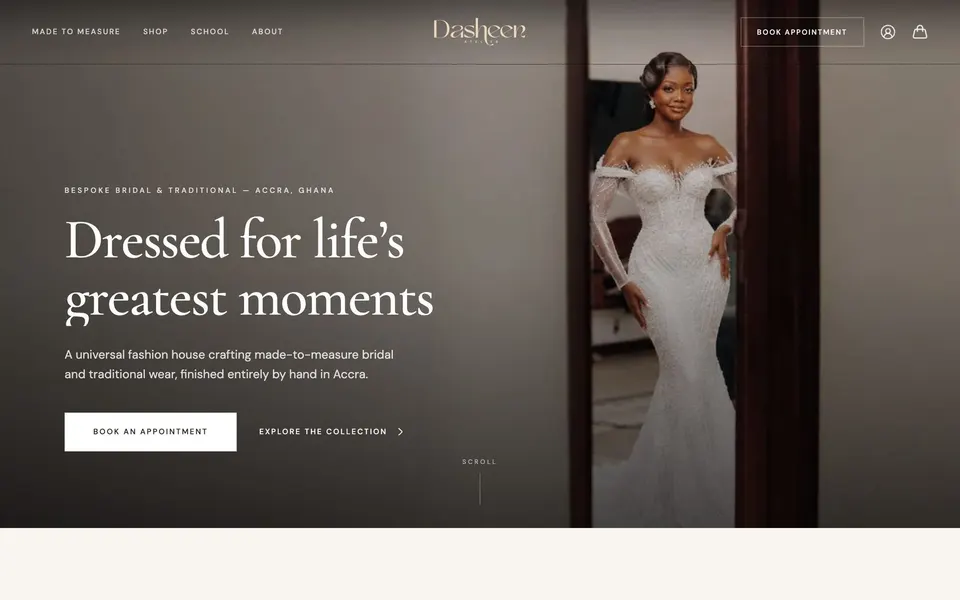 MADE TO MEASURE
SHOP
SCHOOL
ABOUT
Dasheen
BOOK APPOINTMENT
BESPOKE BRIDAL & TRADITIONAL — ACCRA, GHANA
Dressed for life’s
greatest moments
A universal fashion house crafting made-to-measure bridal
and traditional wear, finished entirely by hand in Accra.
BOOK AN APPOINTMENT
EXPLORE THE COLLECTION
SCROLL